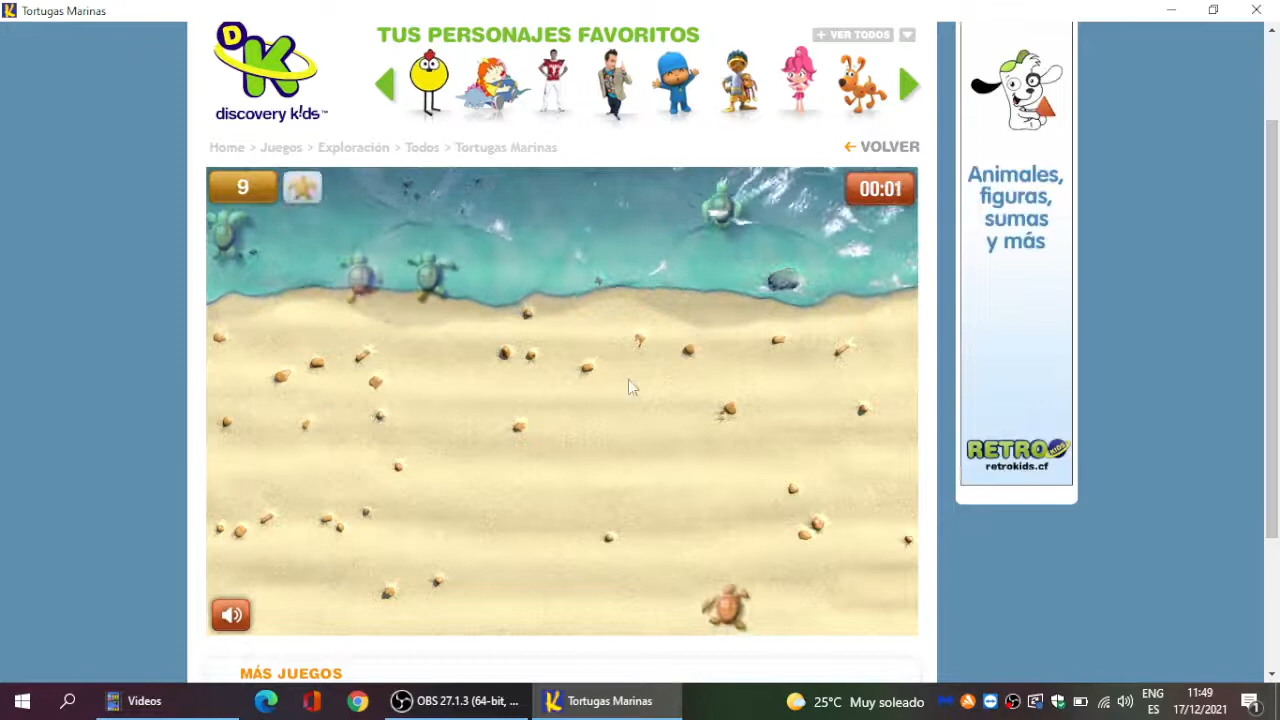 Tortugas Marinas
D K
discovery k!ds™
TUS PERSONAJES FAVORITOS
+ VER TODOS
Home > Juegos > Exploración > Todos > Tortugas Marinas
VOLVER
9
00:01
Animales,
figuras,
sumas
y más
RETRO KIDS
retrokids.cf
MÁS JUEGOS
Videos
OBS 27.1.3 (64-bit, ...
Tortugas Marinas
25°C Muy soleado
ENG
ES
11:49
17/12/2021
1